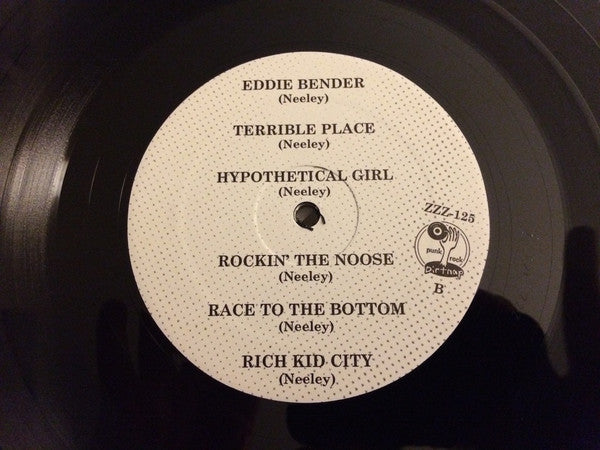 EDDIE BENDER
(Neeley)
TERRIBLE PLACE
(Neeley)
HYPOTHETICAL GIRL
(Neeley)
ZZZ-125
punk rock
Dirtnap
B
ROCKIN' THE NOOSE
(Neeley)
RACE TO THE BOTTOM
(Neeley)
RICH KID CITY
(Neeley)